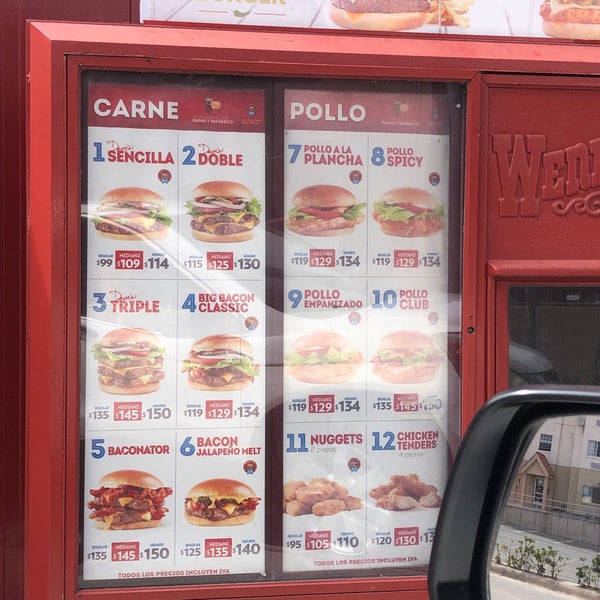 BURGER
CARNE
PAPAS Y REFRESCO
1 Dave's SENCILLA
2 Dave's DOBLE
REGULAR MEDIANO GRANDE
$99 $109 $114
REGULAR MEDIANO GRANDE
$115 $125 $130
3 Dave's TRIPLE
4 BIG BACON CLASSIC
REGULAR MEDIANO GRANDE
$135 $145 $150
REGULAR MEDIANO GRANDE
$119 $129 $134
5 BACONATOR
6 BACON JALAPEÑO MELT
REGULAR MEDIANO GRANDE
$135 $145 $150
REGULAR MEDIANO GRANDE
$125 $135 $140
TODOS LOS PRECIOS INCLUYEN IVA
POLLO
PAPAS Y REFRESCO
7 POLLO A LA PLANCHA
8 POLLO SPICY
REGULAR MEDIANO GRANDE
$119 $129 $134
REGULAR MEDIANO GRANDE
$119 $129 $134
9 POLLO EMPANIZADO
10 POLLO CLUB
REGULAR MEDIANO GRANDE
$119 $129 $134
REGULAR MEDIANO GRANDE
$135 $145 $150
11 NUGGETS
8 piezas
12 CHICKEN TENDERS
4 piezas
REGULAR MEDIANO GRANDE
$95 $105 $110
REGULAR MEDIANO GRANDE
$120 $130 $135
TODOS LOS PRECIOS INCLUYEN IVA